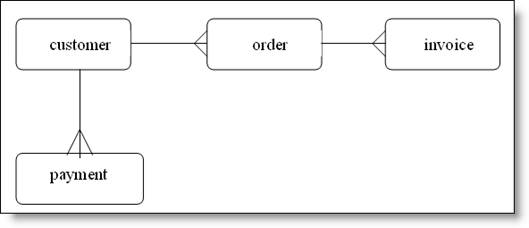 customer
order
invoice
payment